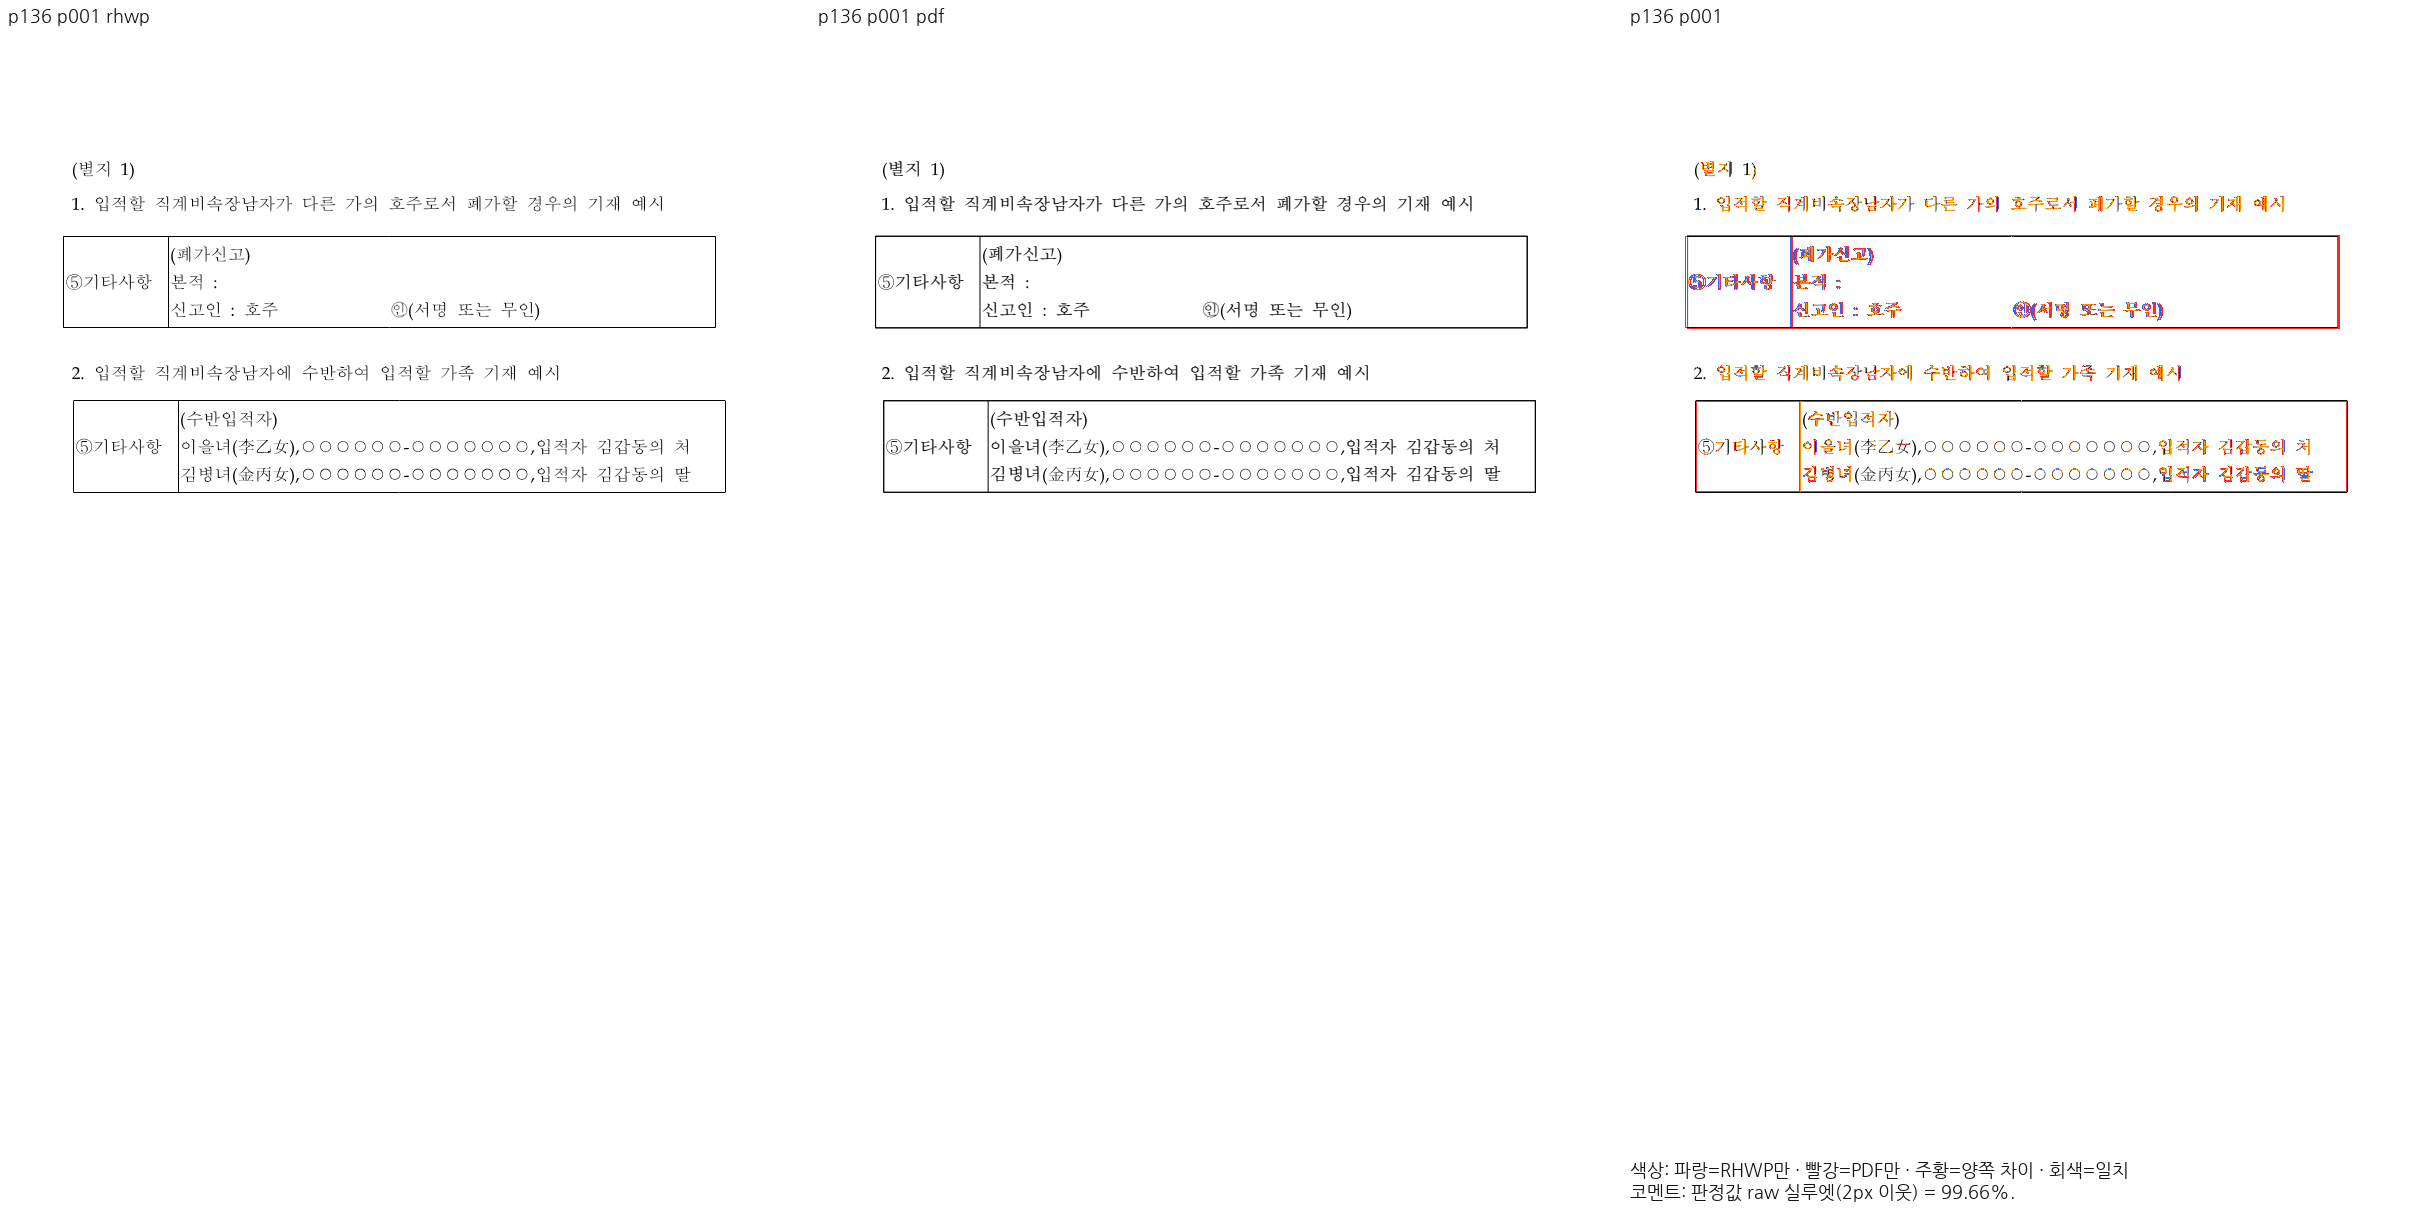 p136 p001 rhwp
(별지 1)
1. 입적할 직계비속장남자가 다른 가의 호주로서 폐가할 경우의 기재 예시
⑤기타사항
(폐가신고)
본적 :
신고인 : 호주 ㊞(서명 또는 무인)
2. 입적할 직계비속장남자에 수반하여 입적할 가족 기재 예시
⑤기타사항
(수반입적자)
이을녀(李乙女),○○○○○○-○○○○○○○,입적자 김갑동의 처
김병녀(金丙女),○○○○○○-○○○○○○○,입적자 김갑동의 딸
p136 p001 pdf
(별지 1)
1. 입적할 직계비속장남자가 다른 가의 호주로서 폐가할 경우의 기재 예시
⑤기타사항
(폐가신고)
본적 :
신고인 : 호주 ㊞(서명 또는 무인)
2. 입적할 직계비속장남자에 수반하여 입적할 가족 기재 예시
⑤기타사항
(수반입적자)
이을녀(李乙女),○○○○○○-○○○○○○○,입적자 김갑동의 처
김병녀(金丙女),○○○○○○-○○○○○○○,입적자 김갑동의 딸
p136 p001
(별지 1)
1. 입적할 직계비속장남자가 다른 가의 호주로서 폐가할 경우의 기재 예시
⑤기타사항
(폐가신고)
본적 :
신고인 : 호주 ㊞(서명 또는 무인)
2. 입적할 직계비속장남자에 수반하여 입적할 가족 기재 예시
⑤기타사항
(수반입적자)
이을녀(李乙女),○○○○○○-○○○○○○○,입적자 김갑동의 처
김병녀(金丙女),○○○○○○-○○○○○○○,입적자 김갑동의 딸
색상: 파랑=RHWP만 · 빨강=PDF만 · 주황=양쪽 차이 · 회색=일치
코멘트: 판정값 raw 실루엣(2px 이웃) = 99.66%.